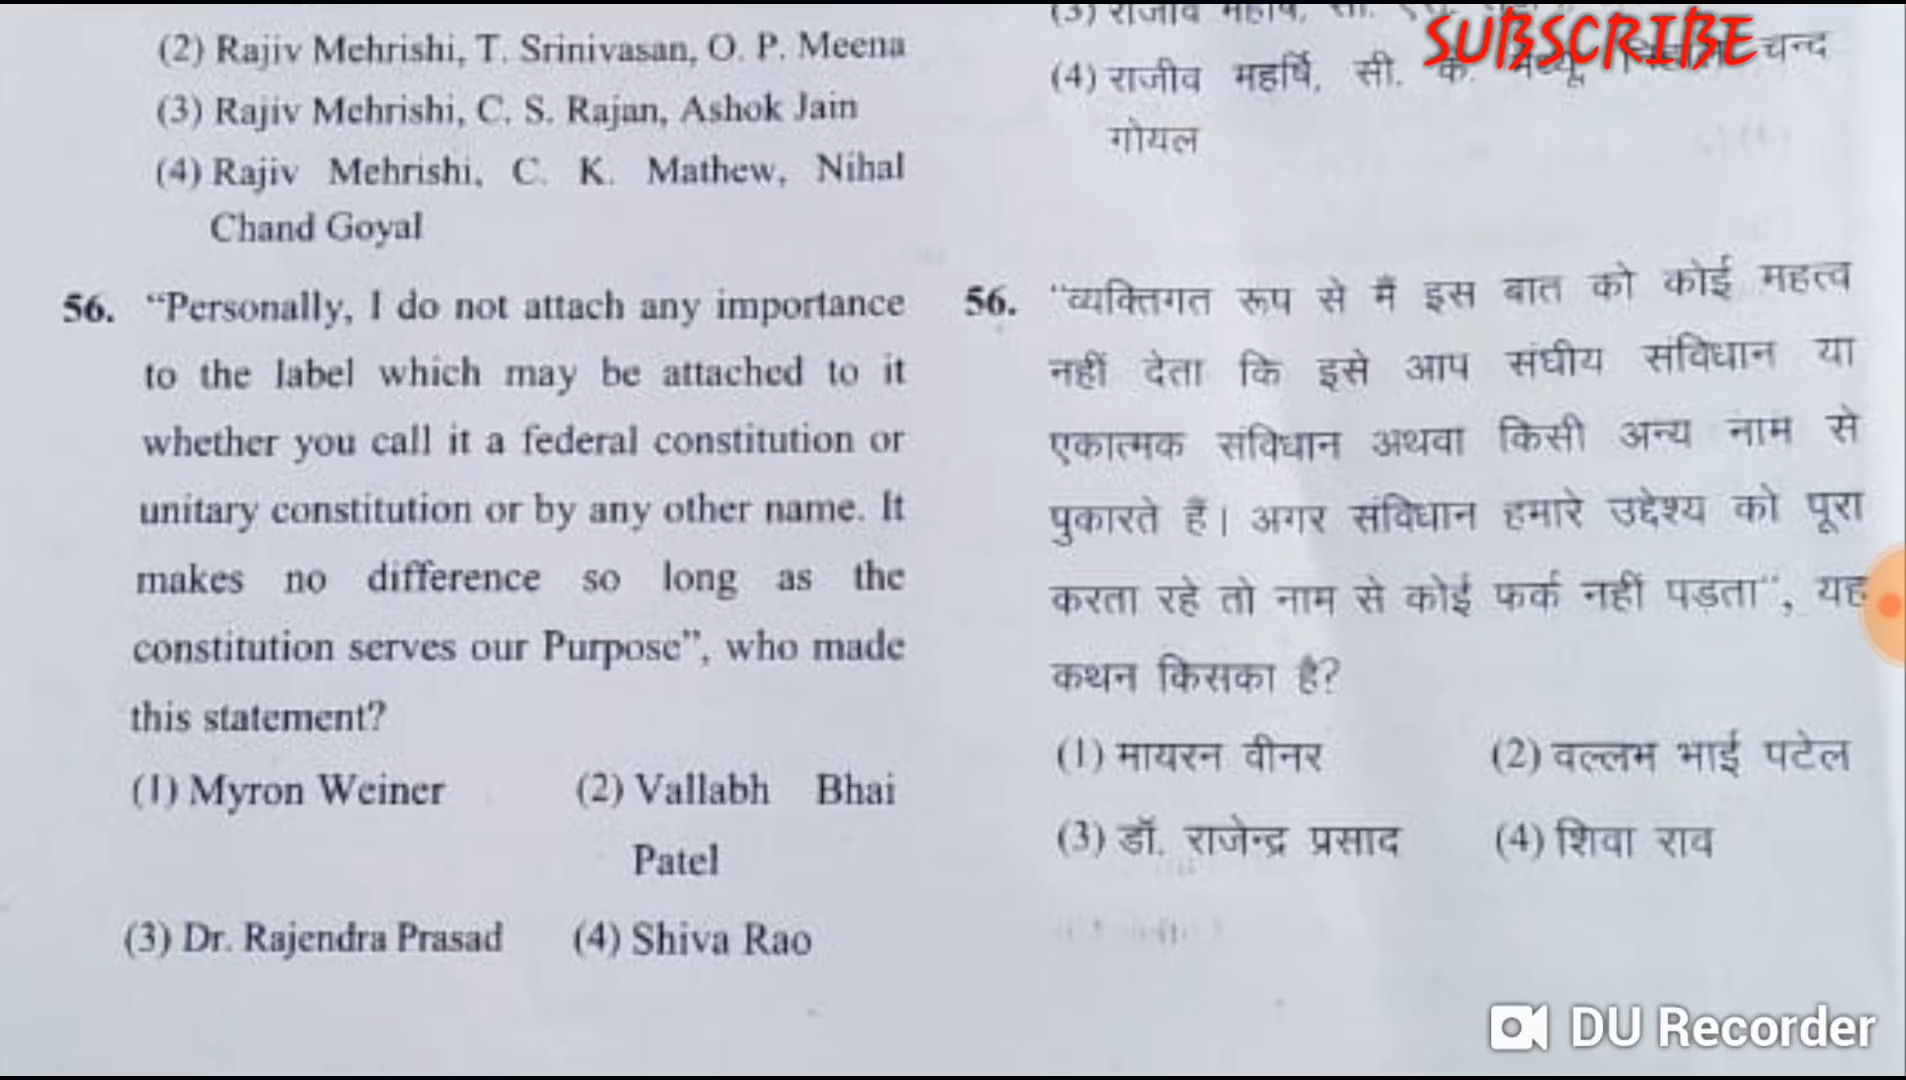 (2) Rajiv Mehrishi, T. Srinivasan, O. P. Meena
(3) Rajiv Mehrishi, C. S. Rajan, Ashok Jain
(4) Rajiv Mehrishi, C. K. Mathew, Nihal
Chand Goyal
56. “Personally, I do not attach any importance
to the label which may be attached to it
whether you call it a federal constitution or
unitary constitution or by any other name. It
makes no difference so long as the
constitution serves our Purpose”, who made
this statement?
(1) Myron Weiner (2) Vallabh Bhai
Patel
(3) Dr. Rajendra Prasad (4) Shiva Rao
(3) राजीव महर्षि, सी.
SUBSCRIBE
(4) राजीव महर्षि, सी. के. चन्द
गोयल
56. “व्यक्तिगत रूप से मैं इस बात को कोई महत्व
नहीं देता कि इसे आप संघीय संविधान या
एकात्मक संविधान अथवा किसी अन्य नाम से
पुकारते हैं। अगर संविधान हमारे उद्देश्य को पूरा
करता रहे तो नाम से कोई फर्क नहीं पड़ता”, यह
कथन किसका है?
(1) मायरन वीनर (2) वल्लभ भाई पटेल
(3) डॉ. राजेन्द्र प्रसाद (4) शिवा राव
DU Recorder